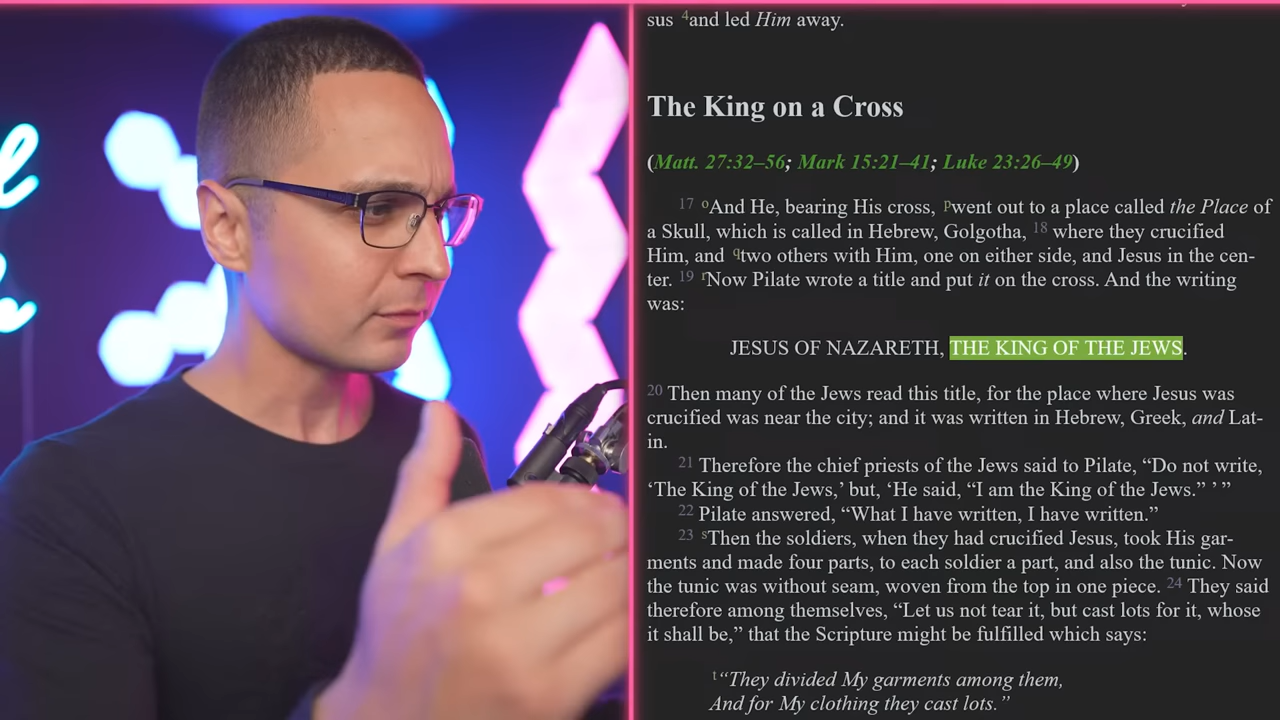 sus 4and led Him away.
The King on a Cross
(Matt. 27:32–56; Mark 15:21–41; Luke 23:26–49)
17 oAnd He, bearing His cross, pwent out to a place called the Place of
a Skull, which is called in Hebrew, Golgotha, 18 where they crucified
Him, and qtwo others with Him, one on either side, and Jesus in the cen-
ter. 19 rNow Pilate wrote a title and put it on the cross. And the writing
was:
JESUS OF NAZARETH, THE KING OF THE JEWS.
20 Then many of the Jews read this title, for the place where Jesus was
crucified was near the city; and it was written in Hebrew, Greek, and Lat-
in.
21 Therefore the chief priests of the Jews said to Pilate, “Do not write,
‘The King of the Jews,’ but, ‘He said, “I am the King of the Jews.” ’ ”
22 Pilate answered, “What I have written, I have written.”
23 sThen the soldiers, when they had crucified Jesus, took His gar-
ments and made four parts, to each soldier a part, and also the tunic. Now
the tunic was without seam, woven from the top in one piece. 24 They said
therefore among themselves, “Let us not tear it, but cast lots for it, whose
it shall be,” that the Scripture might be fulfilled which says:
t“They divided My garments among them,
And for My clothing they cast lots.”